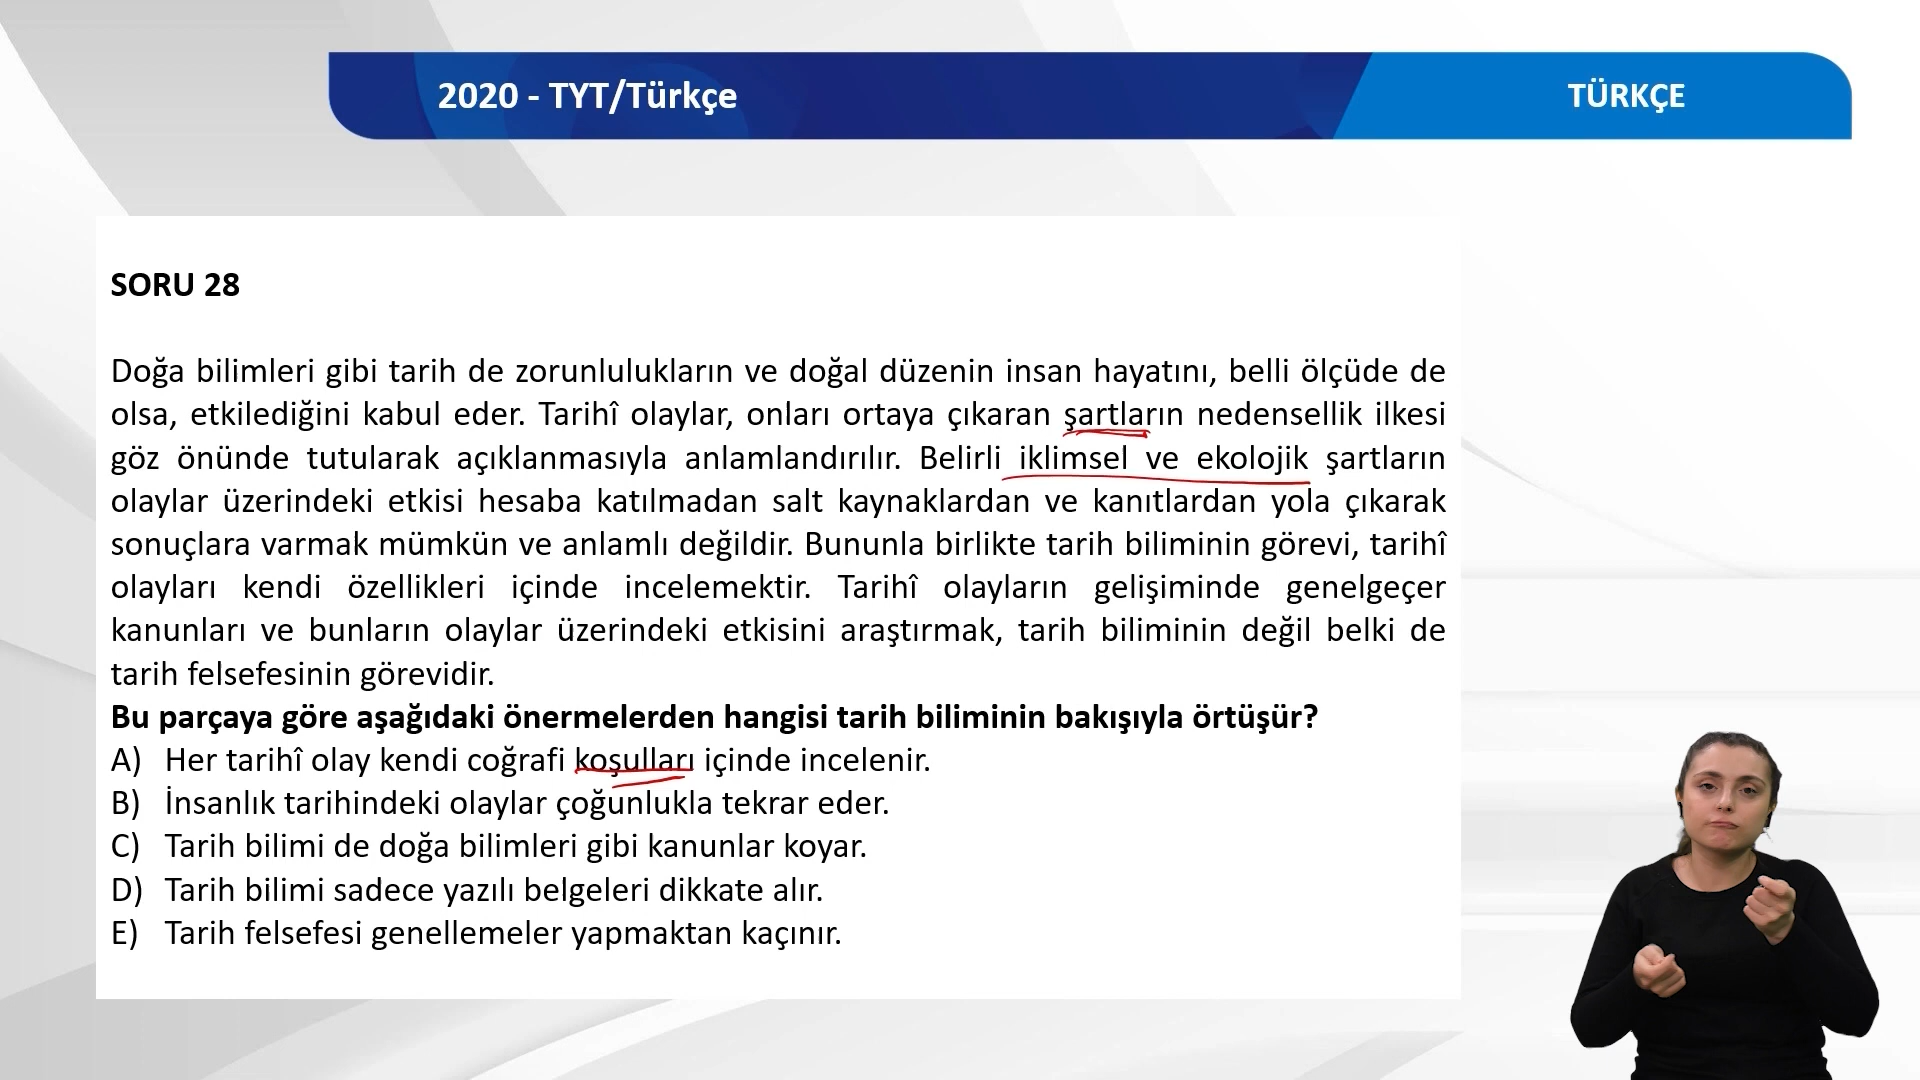 2020 - TYT/Türkçe
TÜRKÇE
SORU 28
Doğa bilimleri gibi tarih de zorunlulukların ve doğal düzenin insan hayatını, belli ölçüde de
olsa, etkilediğini kabul eder. Tarihî olaylar, onları ortaya çıkaran şartların nedensellik ilkesi
göz önünde tutularak açıklanmasıyla anlamlandırılır. Belirli iklimsel ve ekolojik şartların
olaylar üzerindeki etkisi hesaba katılmadan salt kaynaklardan ve kanıtlardan yola çıkarak
sonuçlara varmak mümkün ve anlamlı değildir. Bununla birlikte tarih biliminin görevi, tarihî
olayları kendi özellikleri içinde incelemektir. Tarihî olayların gelişiminde genelgeçer
kanunları ve bunların olaylar üzerindeki etkisini araştırmak, tarih biliminin değil belki de
tarih felsefesinin görevidir.
Bu parçaya göre aşağıdaki önermelerden hangisi tarih biliminin bakışıyla örtüşür?
A) Her tarihî olay kendi coğrafi koşulları içinde incelenir.
B) İnsanlık tarihindeki olaylar çoğunlukla tekrar eder.
C) Tarih bilimi de doğa bilimleri gibi kanunlar koyar.
D) Tarih bilimi sadece yazılı belgeleri dikkate alır.
E) Tarih felsefesi genellemeler yapmaktan kaçınır.